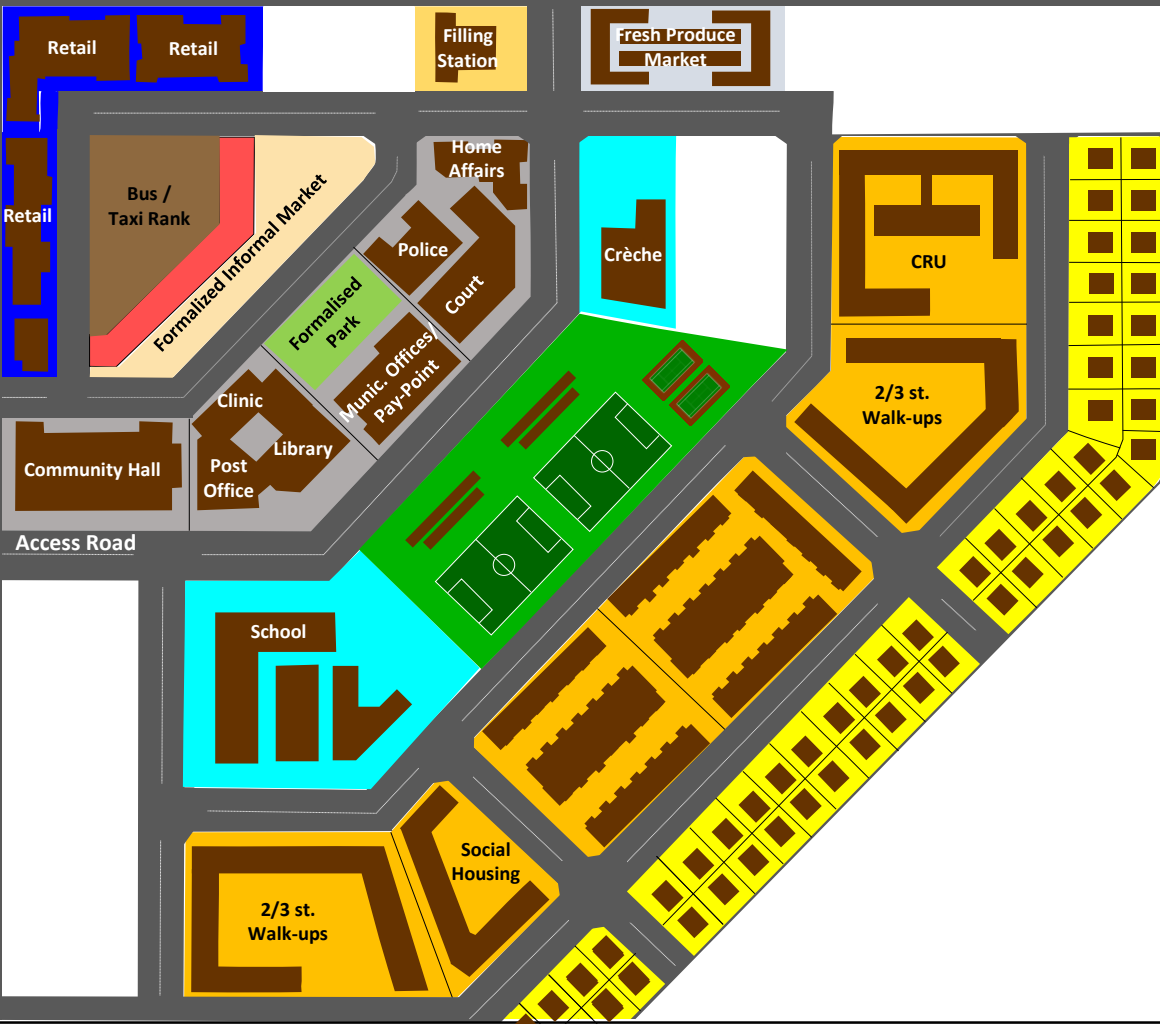 Retail
Retail
Filling
Station
Fresh Produce
Market
Home
Affairs
Bus /
Taxi Rank
Retail
Formalized Informal Market
Police
Crèche
CRU
Court
Formalised
Park
Munic. Offices/
Pay-Point
2/3 st.
Walk-ups
Clinic
Library
Community Hall
Post
Office
Access Road
School
Social
Housing
2/3 st.
Walk-ups